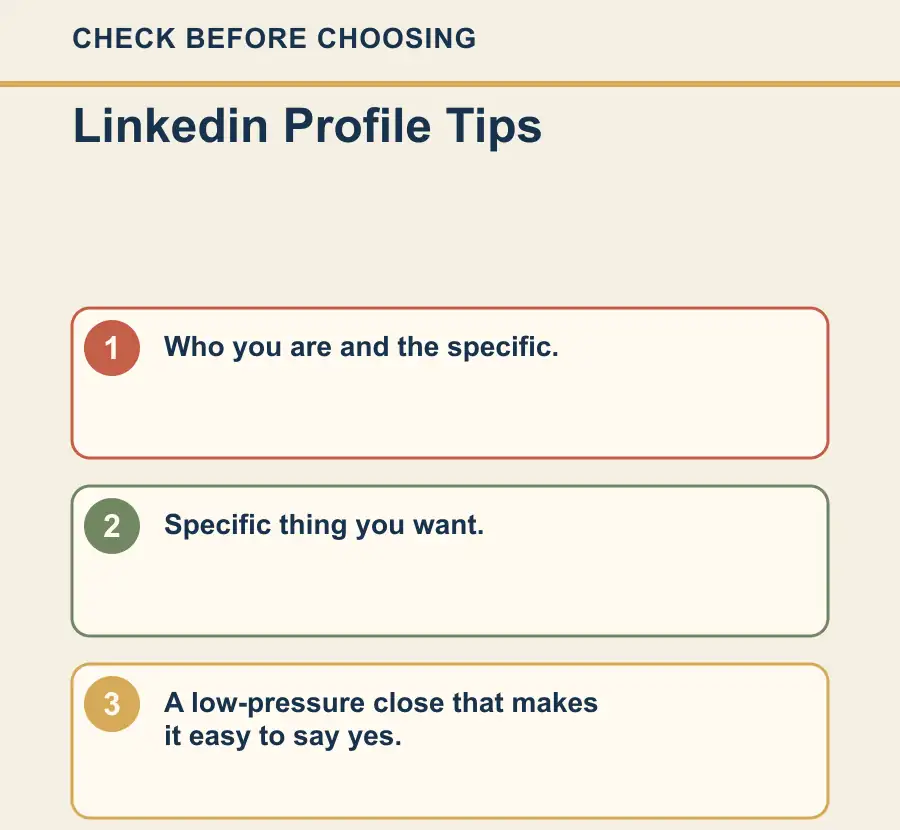 CHECK BEFORE CHOOSING
Linkedin Profile Tips
1
Who you are and the specific.
2
Specific thing you want.
3
A low-pressure close that makes
it easy to say yes.